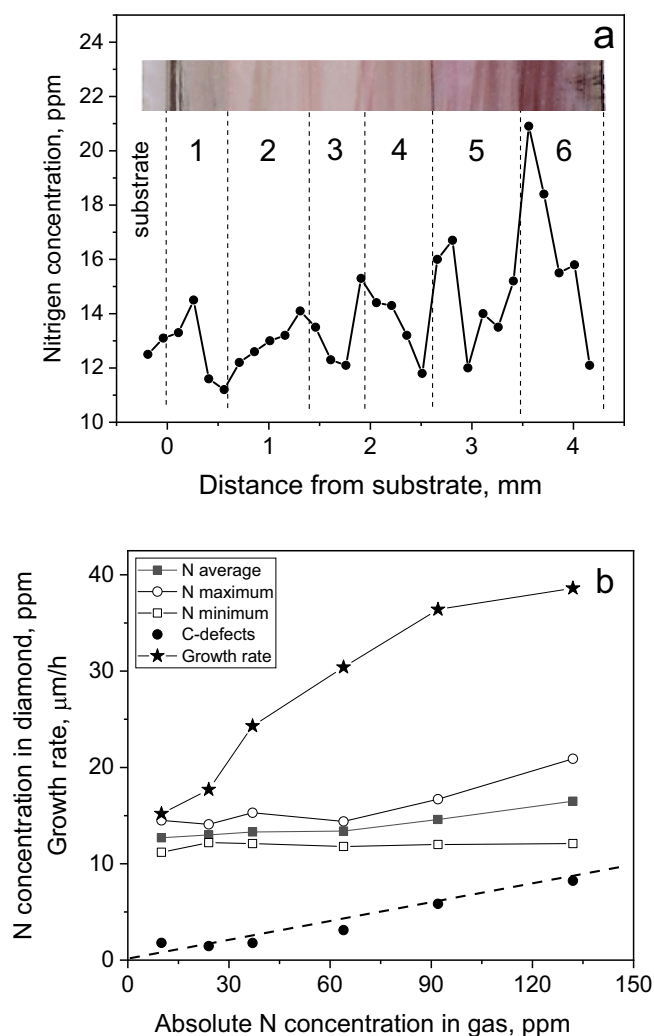 a
24
22
20
18
16
14
12
10
Nitrigen concentration, ppm
substrate
1 2 3 4 5 6
0 1 2 3 4
Distance from substrate, mm
b
40
30
20
10
0
N concentration in diamond, ppm
Growth rate, μm/h
N average
N maximum
N minimum
C-defects
Growth rate
0 30 60 90 120 150
Absolute N concentration in gas, ppm